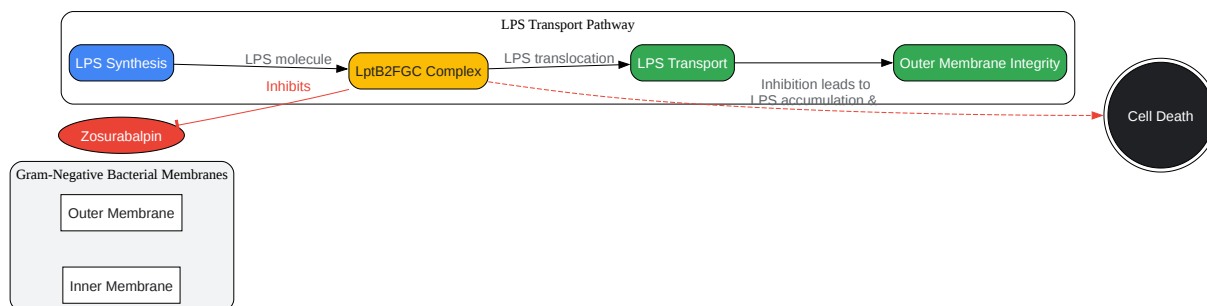 LPS Transport Pathway
LPS Synthesis
LPS molecule
LptB2FGC Complex
LPS translocation
LPS Transport
Outer Membrane Integrity
Inhibits
Inhibition leads to
LPS accumulation &
Cell Death
Zosurabalpin
Gram-Negative Bacterial Membranes
Outer Membrane
Inner Membrane